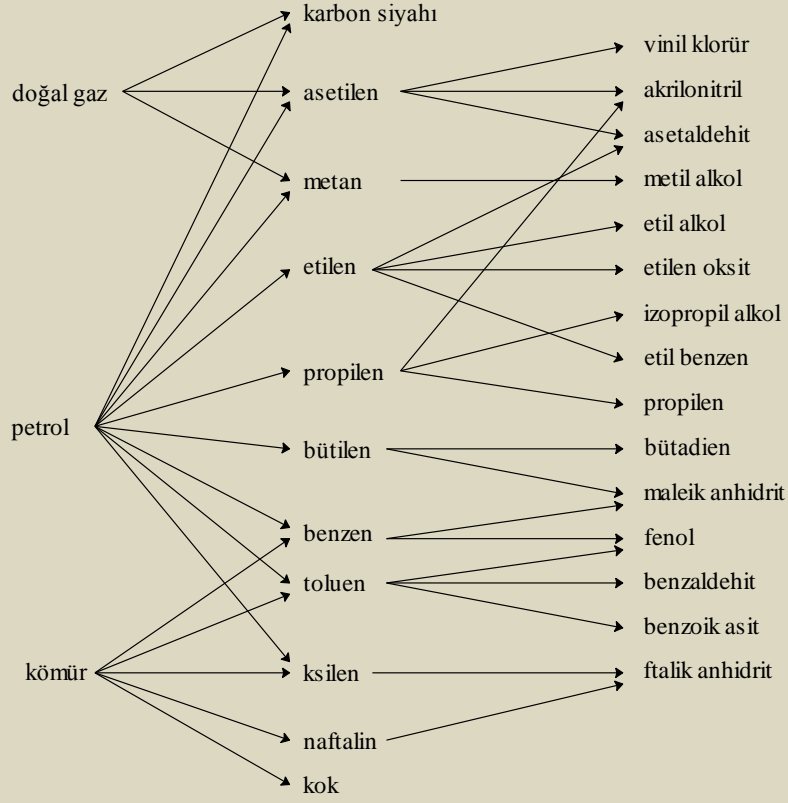 doğal gaz
petrol
kömür
karbon siyahı
asetilen
metan
etilen
propilen
bütilen
benzen
toluen
ksilen
naftalin
kok
vinil klorür
akrilonitril
asetaldehit
metil alkol
etil alkol
etilen oksit
izopropil alkol
etil benzen
propilen
bütadien
maleik anhidrit
fenol
benzaldehit
benzoik asit
ftalik anhidrit